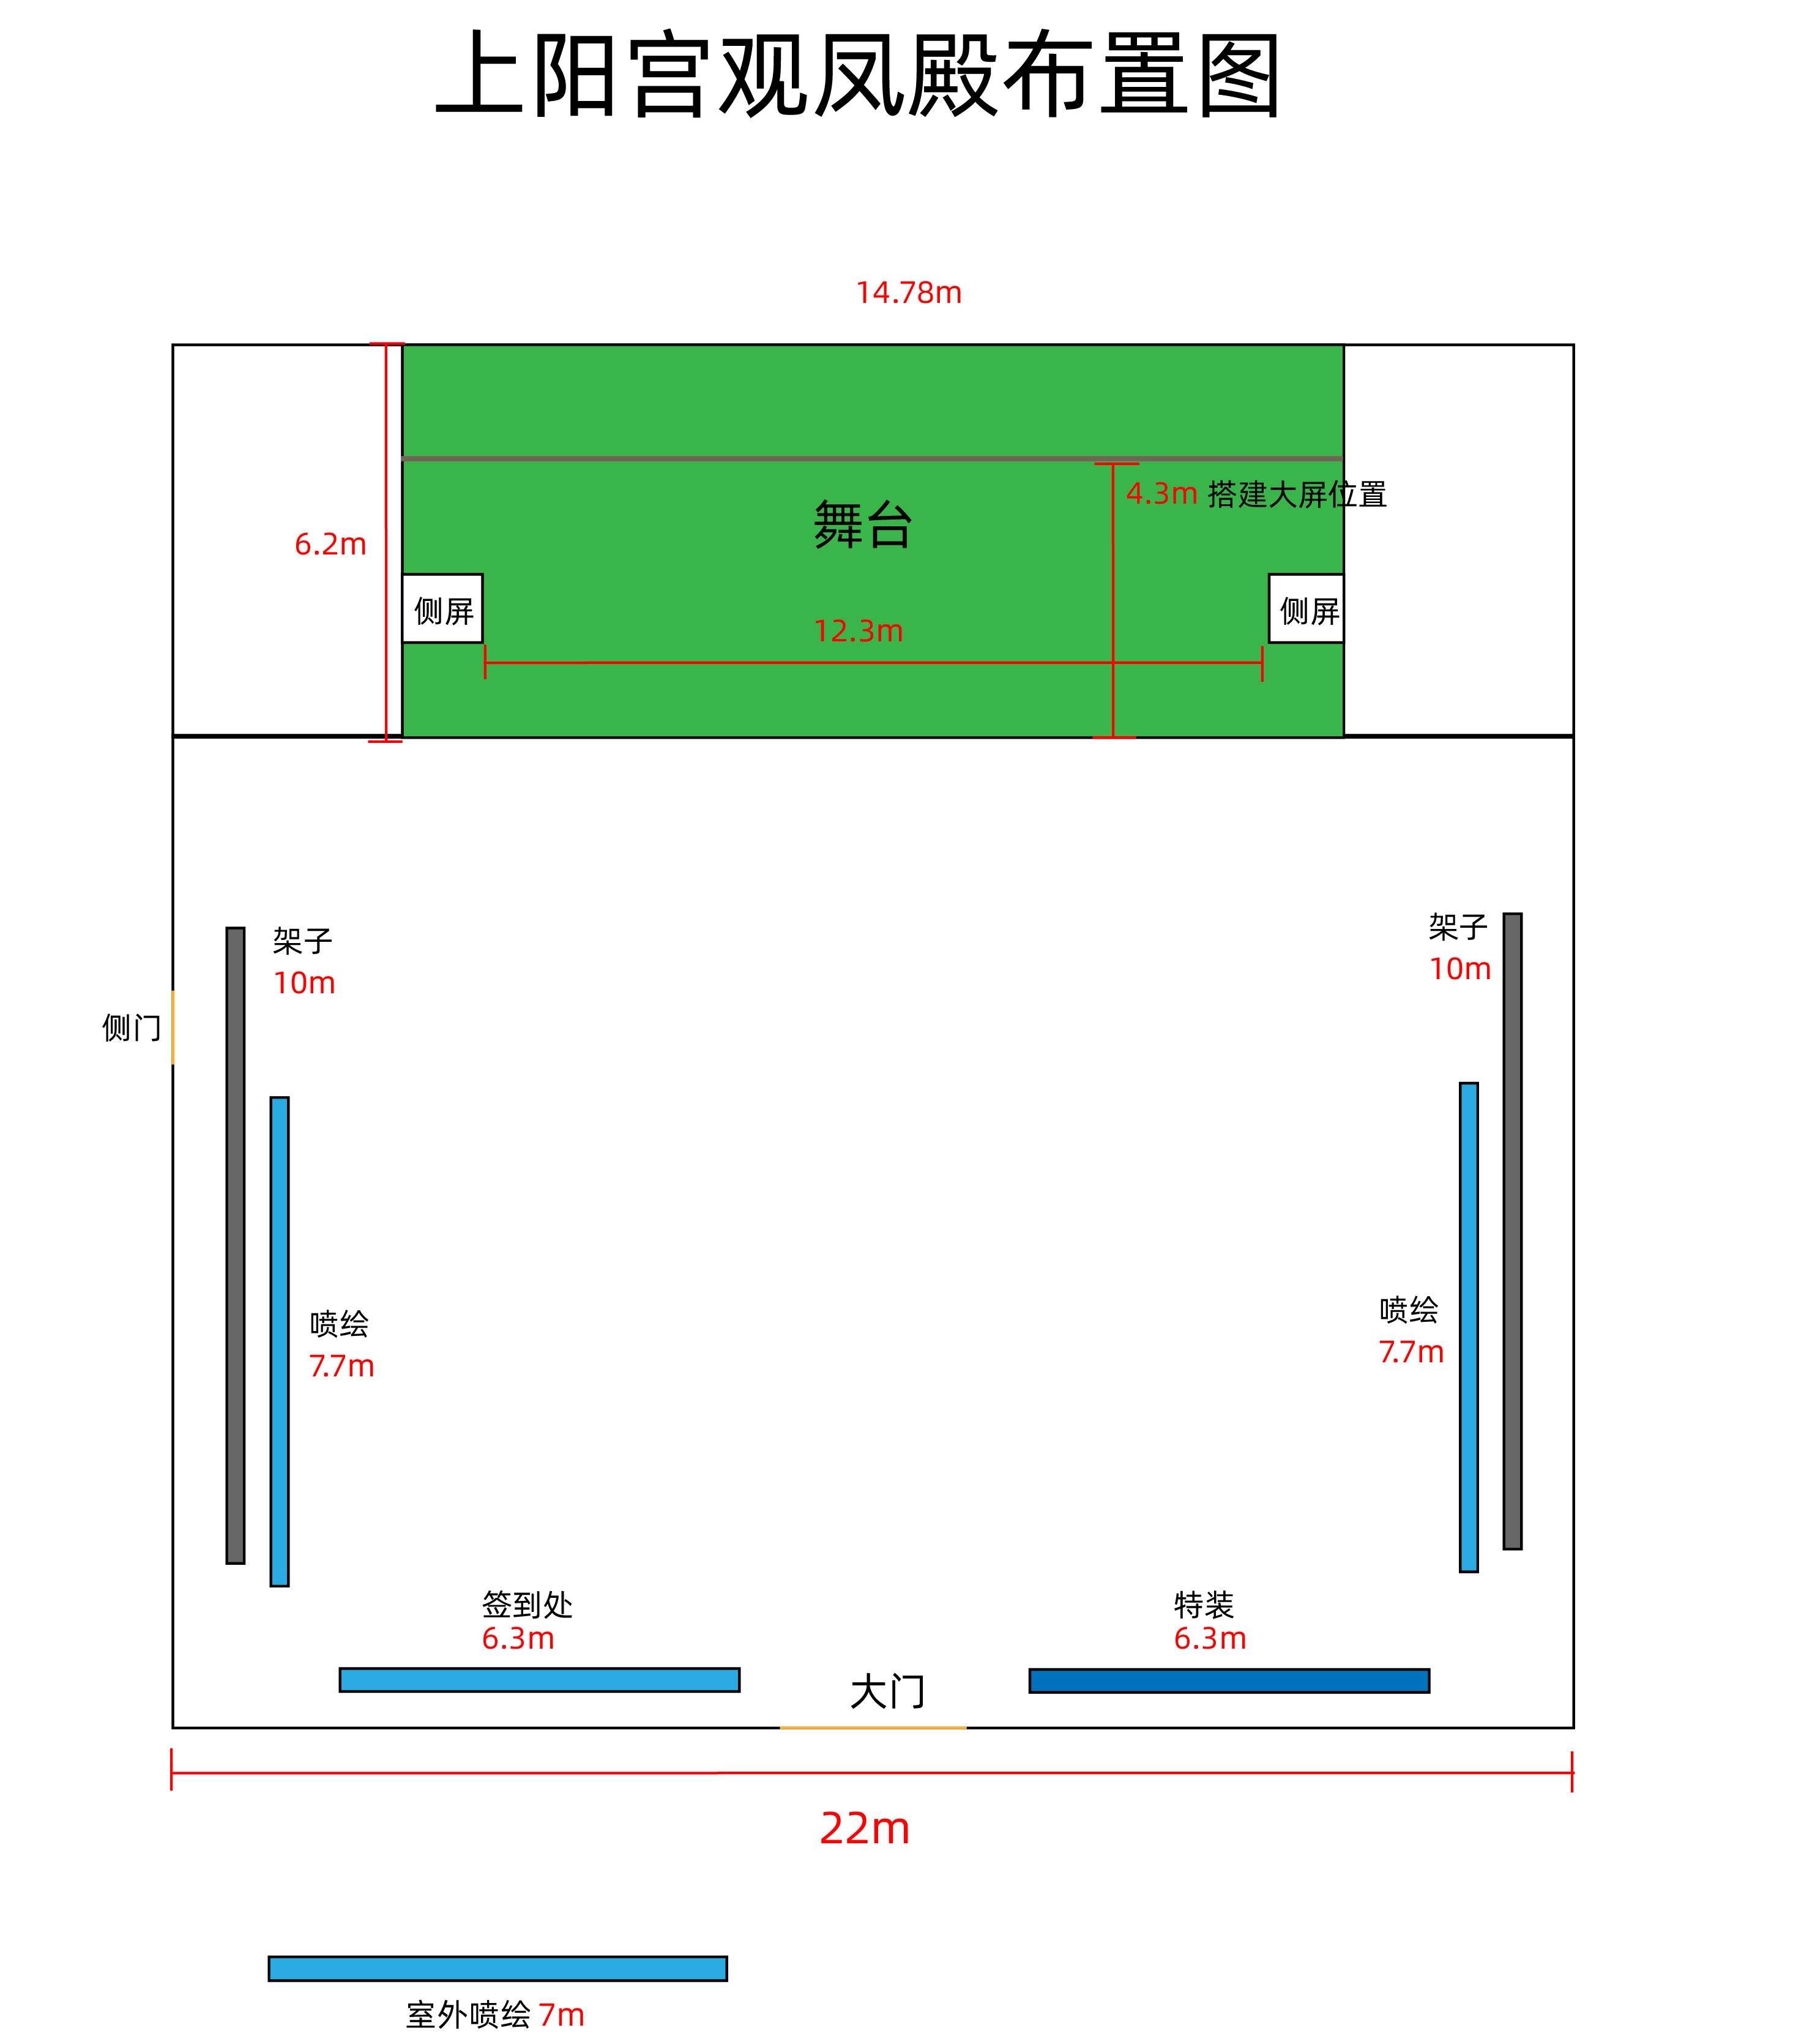 上阳宫观凤殿布置图
14.78m
4.3m 搭建大屏位置
舞台
6.2m
侧屏
侧屏
12.3m
架子
10m
架子
10m
侧门
喷绘
7.7m
喷绘
7.7m
签到处
6.3m
特装
6.3m
大门
22m
室外喷绘 7m